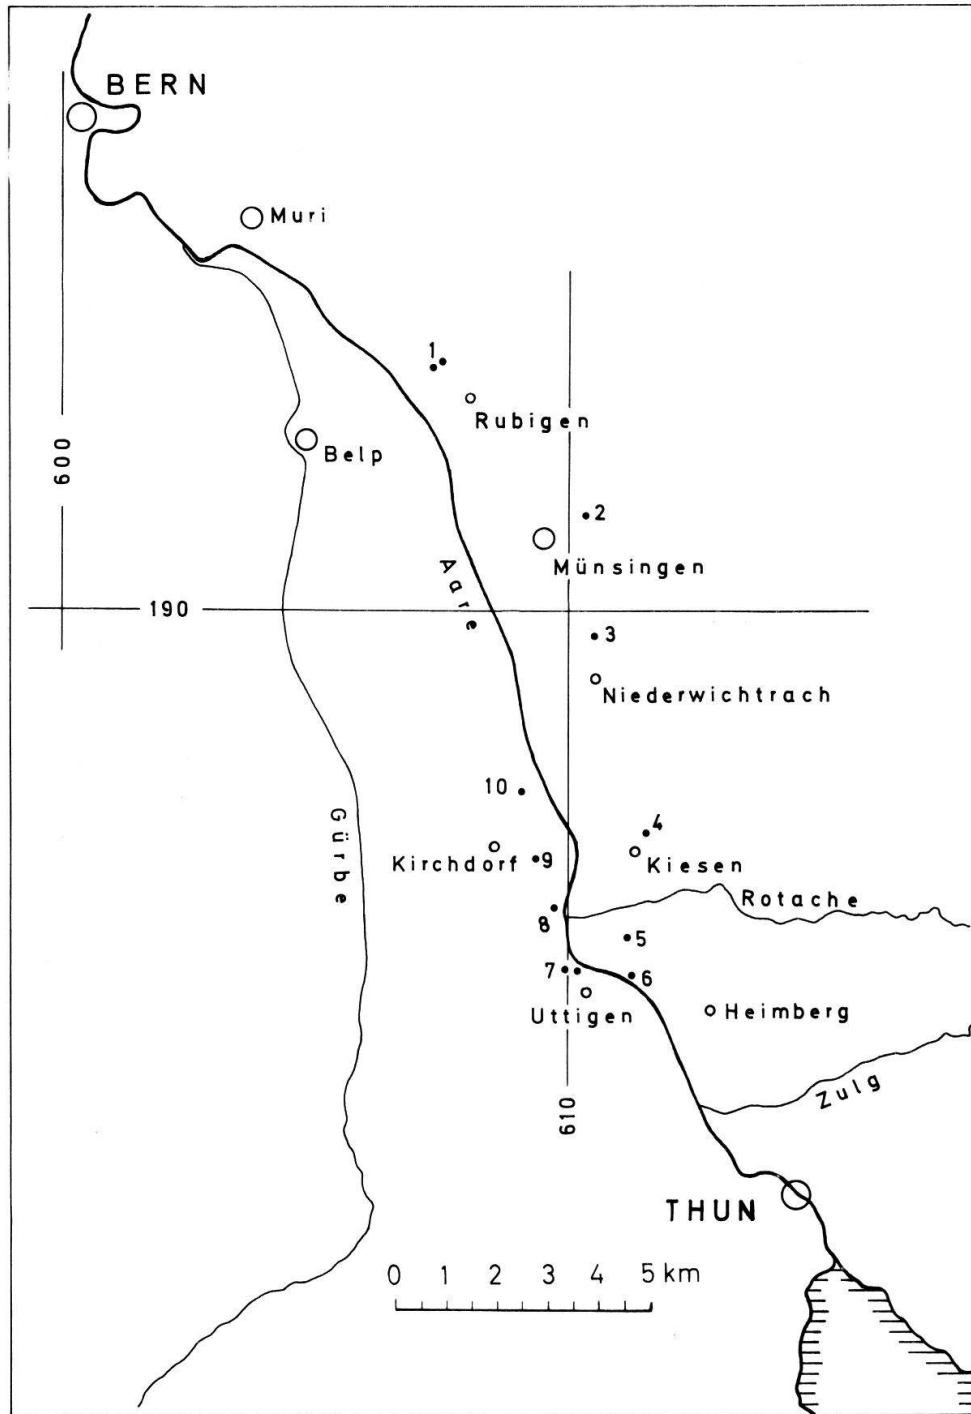 BERN
Muri
1
Rubigen
600
Belp
2
Münsingen
Aare
190
3
Niederwichtrach
10
Gürbe
4
Kirchdorf
9
Kiesen
Rotache
8
5
7
6
Uttigen
Heimberg
Zulg
610
THUN
0 1 2 3 4 5 km